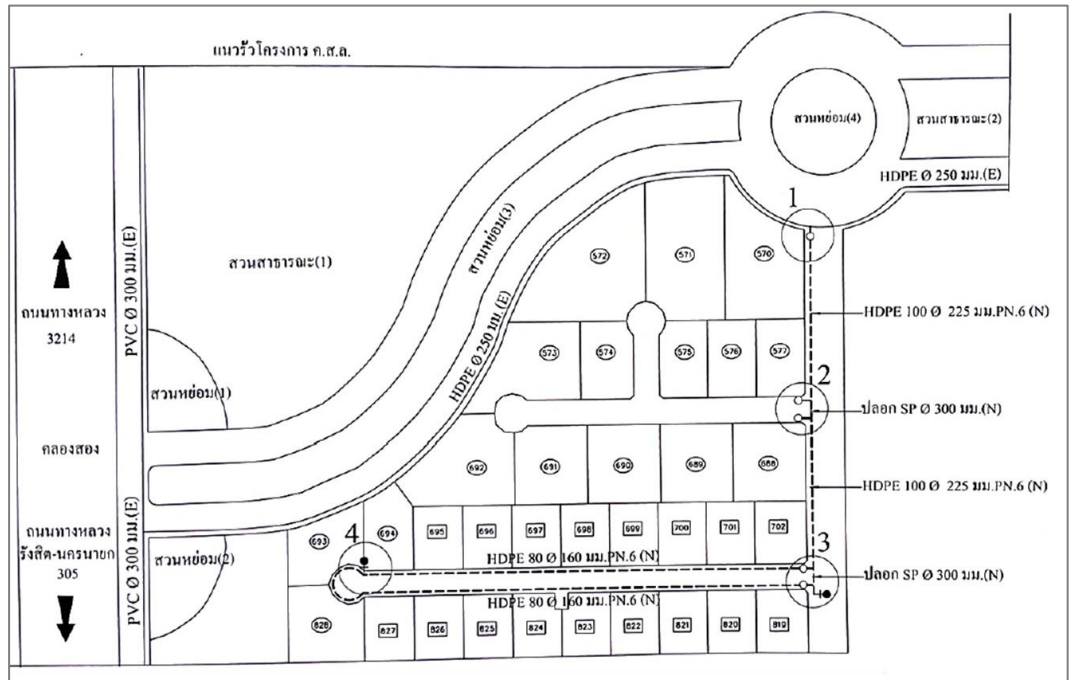 แนวรั้วโครงการ ค.ส.ล.
สวนหย่อม(4)
สวนสาธารณะ(2)
HDPE Ø 250 มม.(E)
1
PVC Ø 300 มม.(E)
สวนสาธารณะ(1)
สวนหย่อม(3)
572
571
570
ถนนทางหลวง
3214
HDPE Ø 250 มม.(E)
HDPE 100 Ø 225 มม.PN.6 (N)
573
574
575
576
577
2
สวนหย่อม(1)
ปลอก SP Ø 300 มม.(N)
คลองสอง
692
691
690
689
688
HDPE 100 Ø 225 มม.PN.6 (N)
PVC Ø 300 มม.(E)
ถนนทางหลวง
รังสิต-นครนายก
305
สวนหย่อม(2)
693
4
694
695
696
697
698
699
700
701
702
3
HDPE 80 Ø 160 มม.PN.6 (N)
ปลอก SP Ø 300 มม.(N)
HDPE 80 Ø 160 มม.PN.6 (N)
828
827
826
825
824
823
822
821
820
819